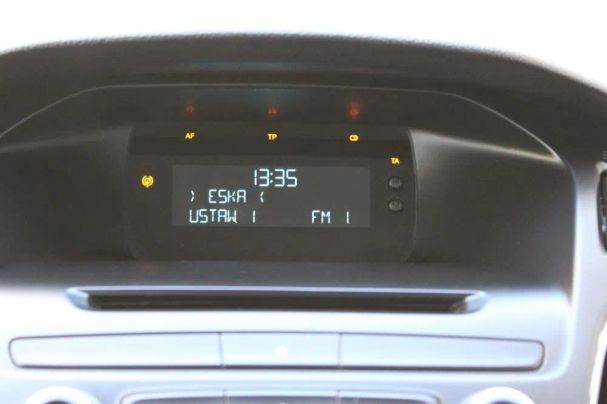 AF TP TA
13:35
› ESKA ‹
USTAW 1 FM 1